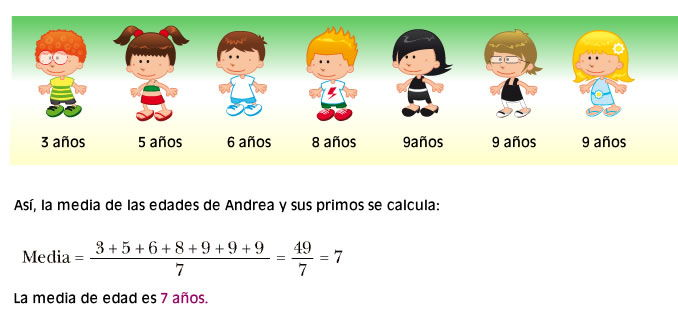 3 años 5 años 6 años 8 años 9años 9 años 9 años
Así, la media de las edades de Andrea y sus primos se calcula:
Media = \frac{3 + 5 + 6 + 8 + 9 + 9 + 9}{7} = \frac{49}{7} = 7
La media de edad es 7 años.